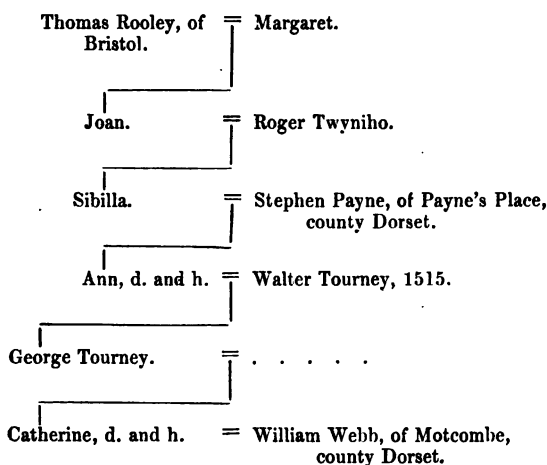 Thomas Rooley, of = Margaret.
Bristol.
Joan. = Roger Twyniho.
Sibilla. = Stephen Payne, of Payne's Place,
county Dorset.
Ann, d. and h. = Walter Tourney, 1515.
George Tourney. = . . . . .
Catherine, d. and h. = William Webb, of Motcombe,
county Dorset.